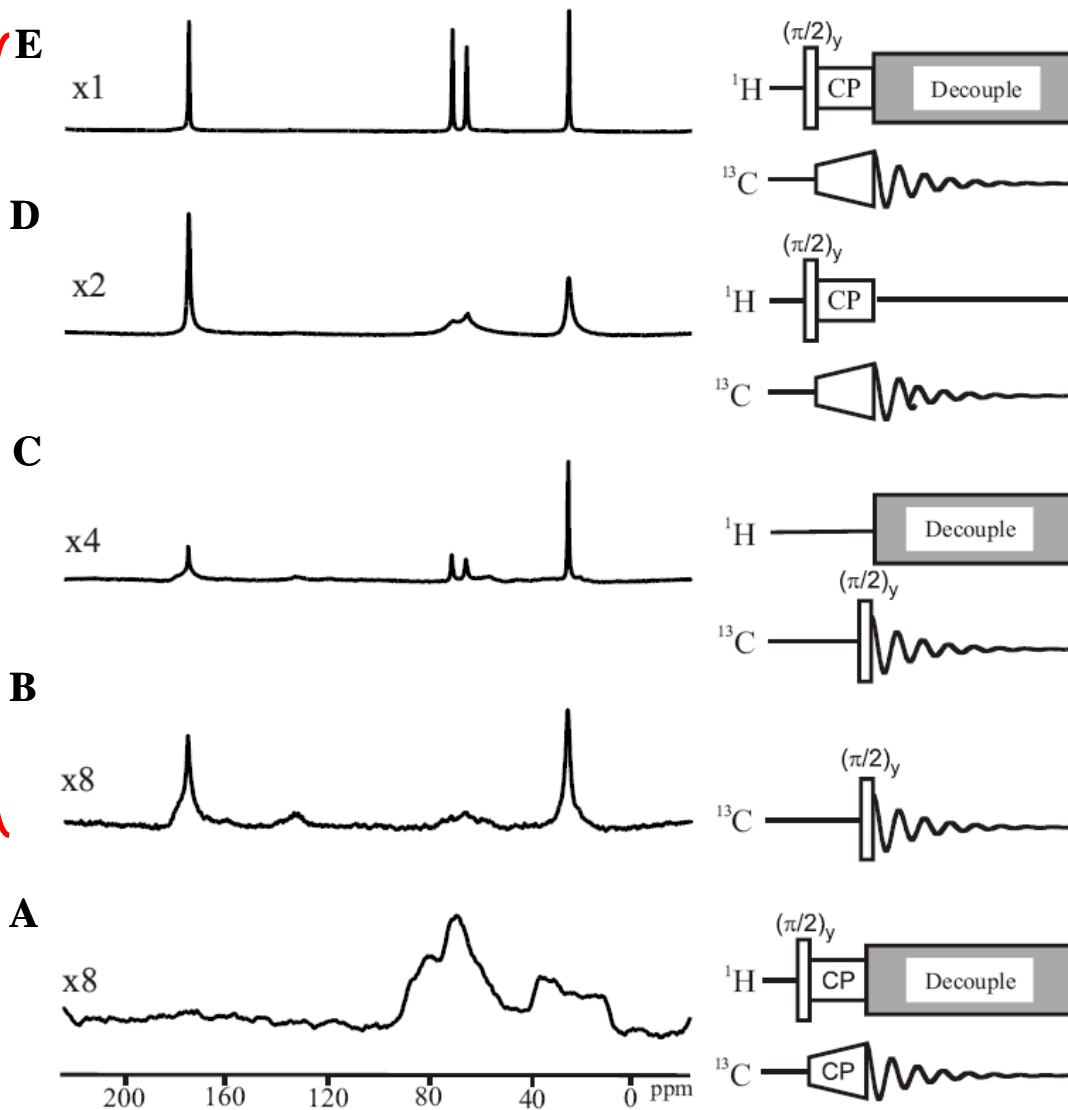 E
x1
(π/2)y
¹H
CP
Decouple
¹³C
D
x2
(π/2)y
¹H
CP
¹³C
C
x4
¹H
Decouple
(π/2)y
¹³C
B
x8
(π/2)y
¹³C
A
x8
(π/2)y
¹H
CP
Decouple
¹³C
CP
200 160 120 80 40 0 ppm